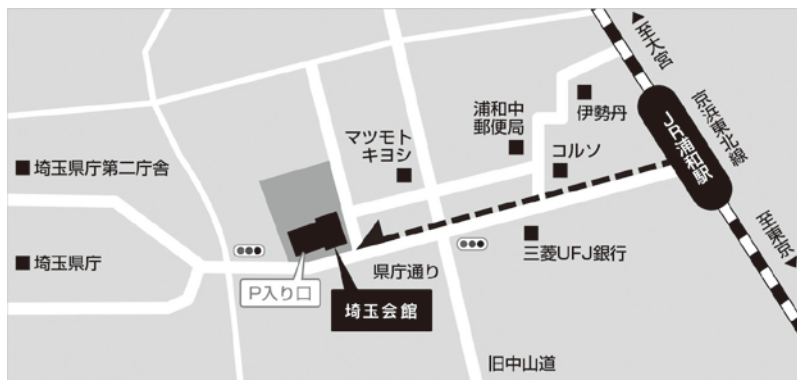 至大宮
京浜東北線
JR浦和駅
至東京
伊勢丹
浦和中
郵便局
コルソ
マツモト
キヨシ
埼玉県庁第二庁舎
埼玉県庁
三菱UFJ銀行
県庁通り
P入り口
埼玉会館
旧中山道